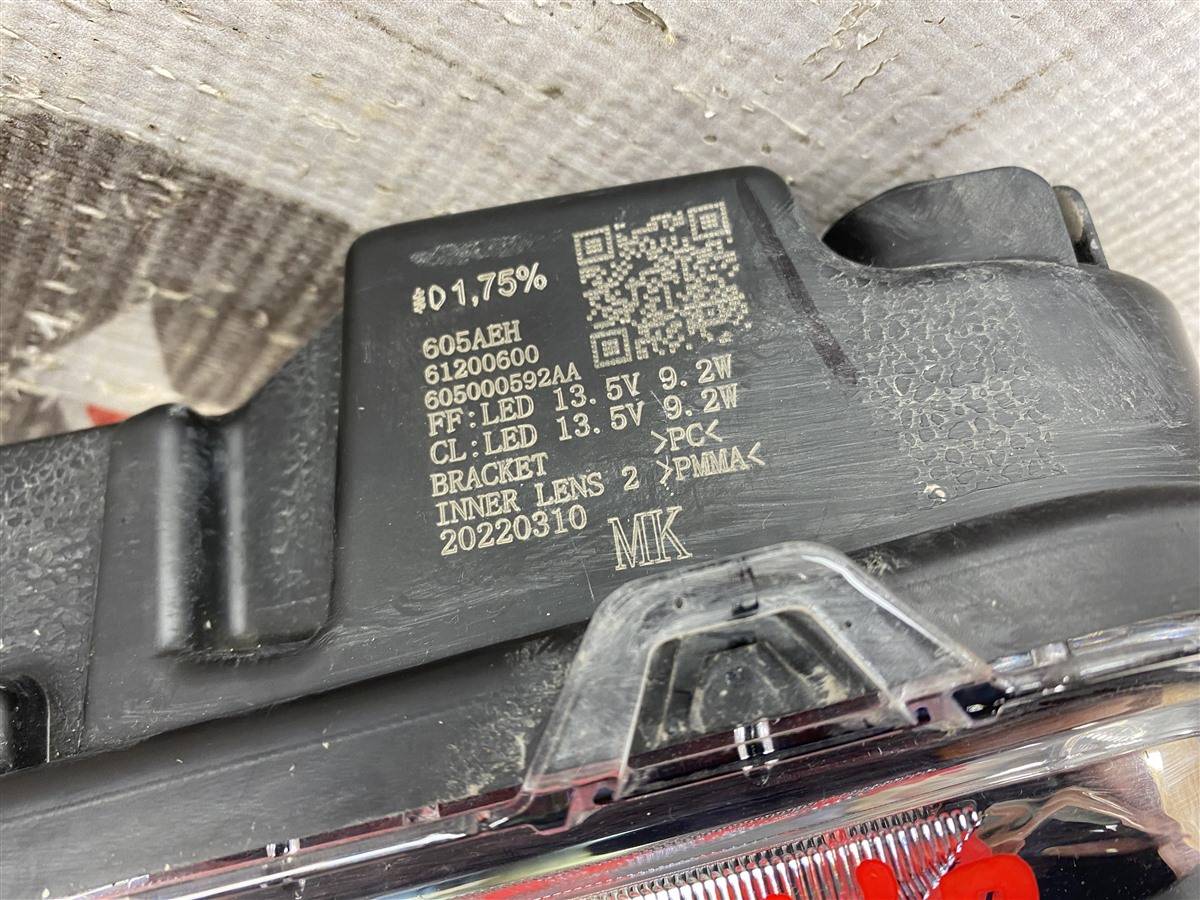 D1,75%
605AEH
61200600
605000592AA
FF:LED 13.5V 9.2W
CL:LED 13.5V 9.2W
BRACKET >PC<
INNER LENS 2 >PMMA<
20220310
MK